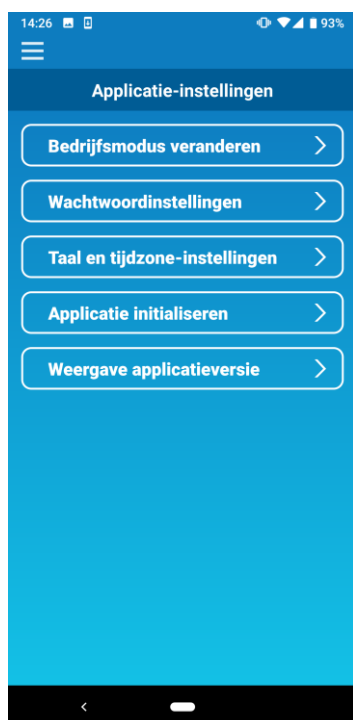 14:26 93%
Applicatie-instellingen
Bedrijfsmodus veranderen
Wachtwoordinstellingen
Taal en tijdzone-instellingen
Applicatie initialiseren
Weergave applicatieversie